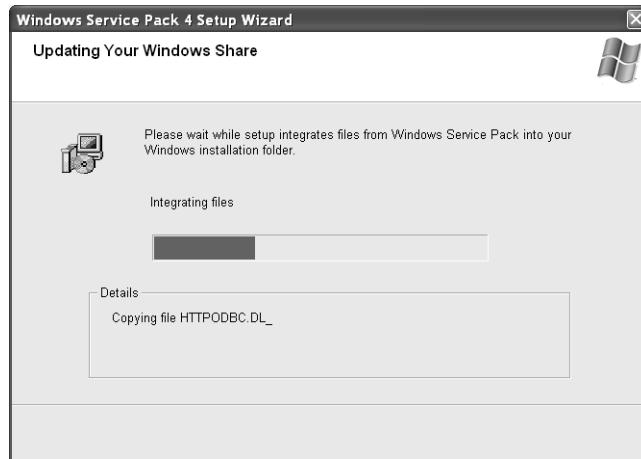 Windows Service Pack 4 Setup Wizard
Updating Your Windows Share
Please wait while setup integrates files from Windows Service Pack into your
Windows installation folder.
Integrating files
Details
Copying file HTTPODBC.DL_